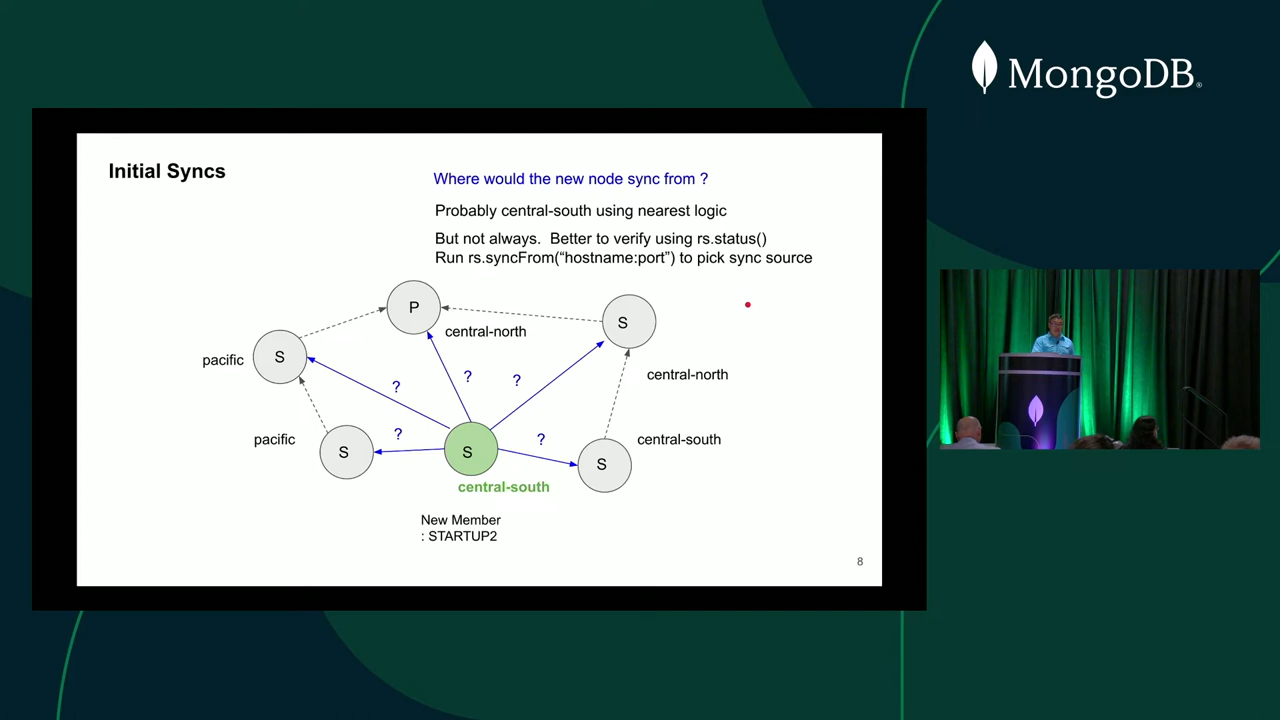 MongoDB®
Initial Syncs
Where would the new node sync from ?
Probably central-south using nearest logic
But not always. Better to verify using rs.status()
Run rs.syncFrom(“hostname:port”) to pick sync source
P
central-north
S
pacific
S
central-north
?
?
?
pacific
S
?
S
?
S
central-south
central-south
New Member
: STARTUP2
8